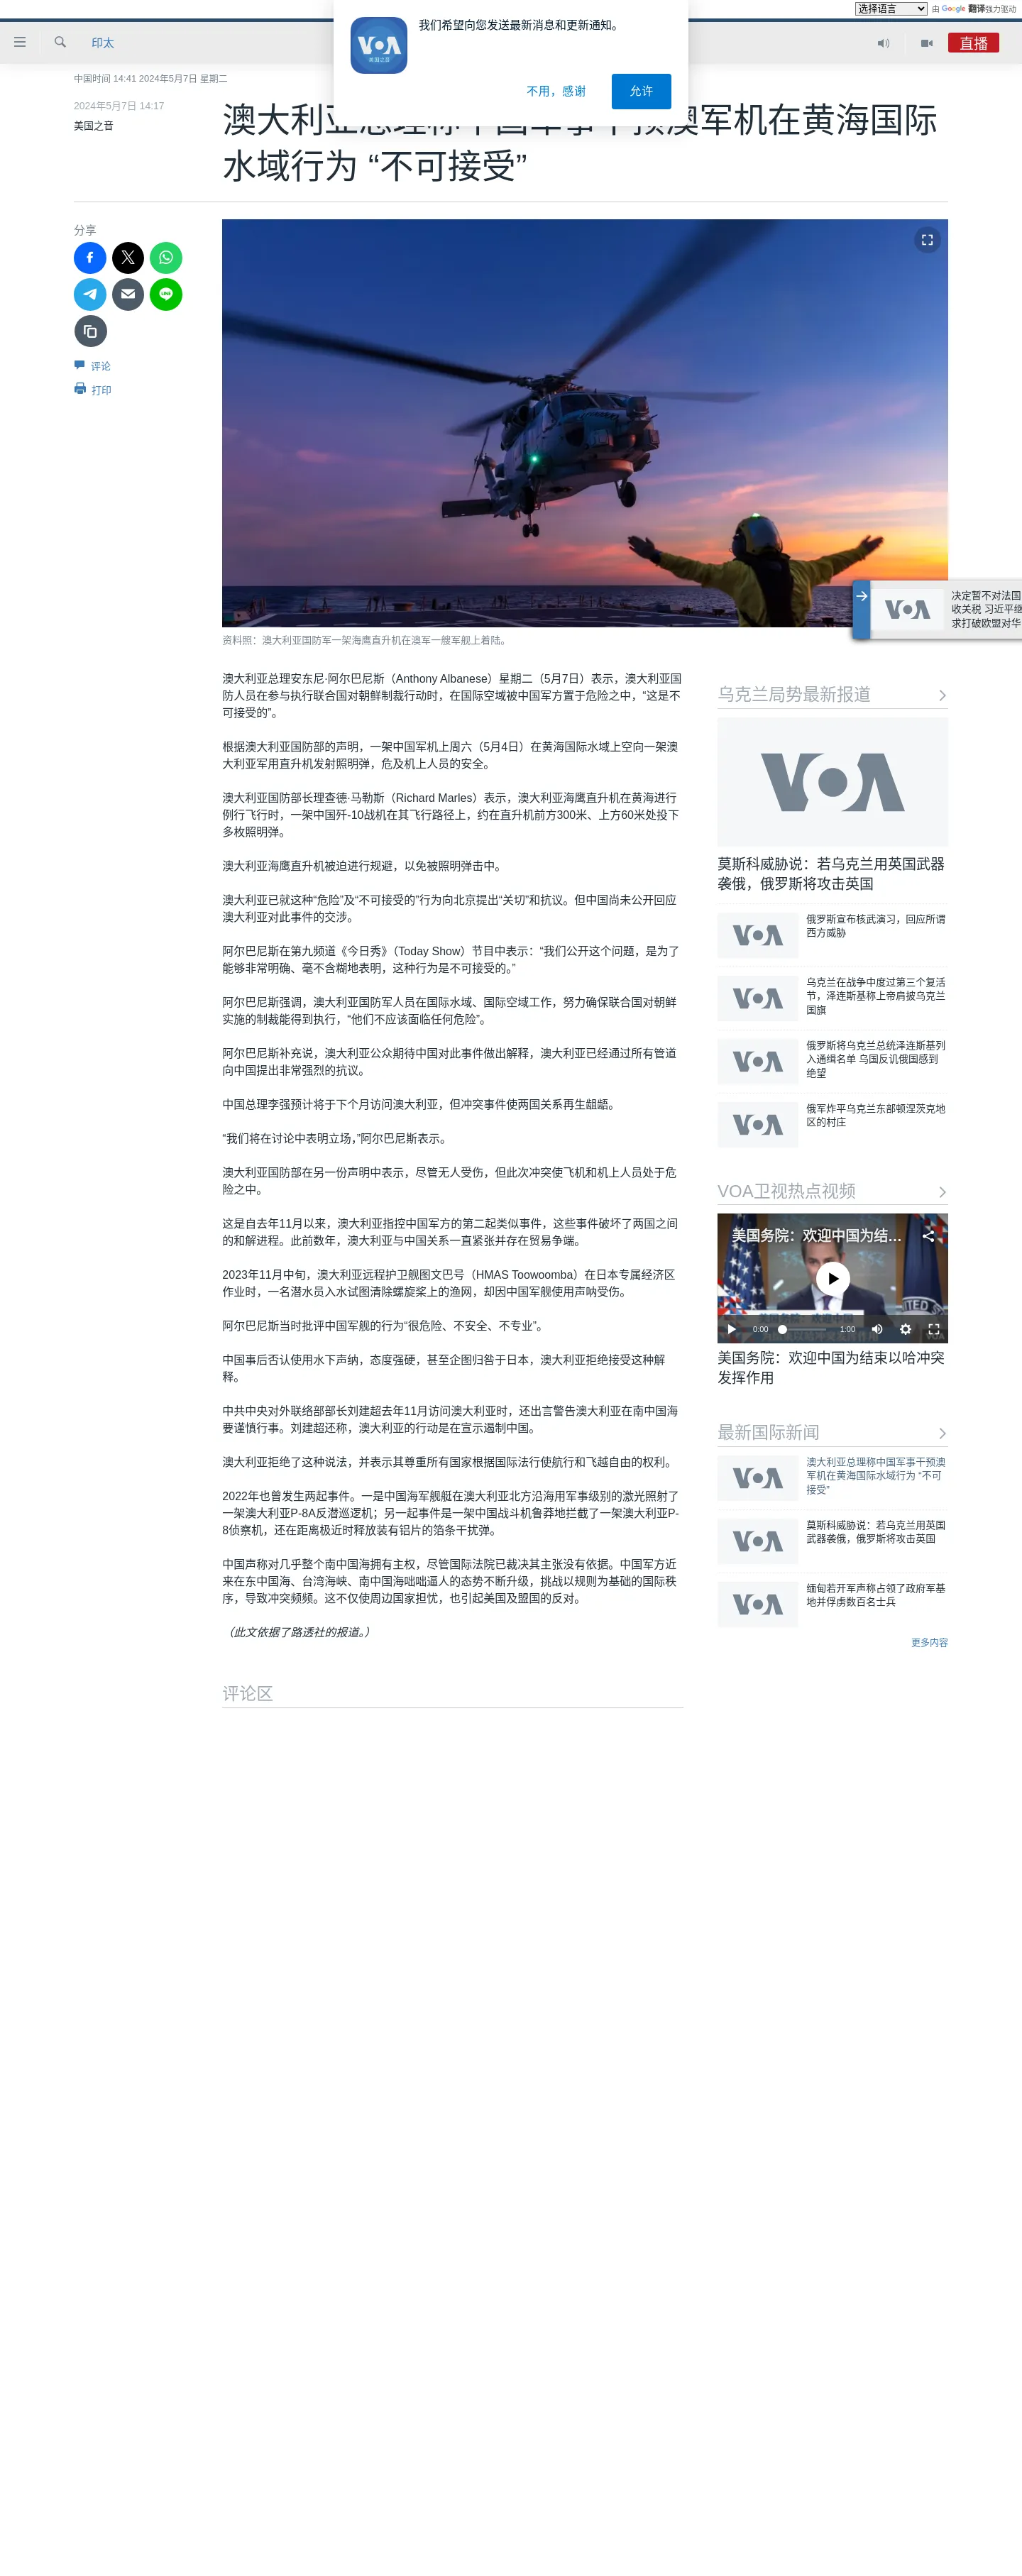 选择语言
由 Google 翻译强力驱动
我们希望向您发送最新消息和更新通知。
VOA
美国之音
不用，感谢
允许
印太
直播
中国时间 14:41 2024年5月7日 星期二
2024年5月7日 14:17
美国之音
水域行为 “不可接受”
分享
评论
打印
资料照：澳大利亚国防军一架海鹰直升机在澳军一艘军舰上着陆。
VOA
决定暂不对法国
收关税 习近平继
求打破欧盟对华
澳大利亚总理安东尼·阿尔巴尼斯（Anthony Albanese）星期二（5月7日）表示，澳大利亚国
防人员在参与执行联合国对朝鲜制裁行动时，在国际空域被中国军方置于危险之中，“这是不
可接受的”。
根据澳大利亚国防部的声明，一架中国军机上周六（5月4日）在黄海国际水域上空向一架澳
大利亚军用直升机发射照明弹，危及机上人员的安全。
澳大利亚国防部长理查德·马勒斯（Richard Marles）表示，澳大利亚海鹰直升机在黄海进行
例行飞行时，一架中国歼-10战机在其飞行路径上，约在直升机前方300米、上方60米处投下
多枚照明弹。
澳大利亚海鹰直升机被迫进行规避，以免被照明弹击中。
澳大利亚已就这种“危险”及“不可接受的”行为向北京提出“关切”和抗议。但中国尚未公开回应
澳大利亚对此事件的交涉。
阿尔巴尼斯在第九频道《今日秀》（Today Show）节目中表示：“我们公开这个问题，是为了
能够非常明确、毫不含糊地表明，这种行为是不可接受的。”
阿尔巴尼斯强调，澳大利亚国防军人员在国际水域、国际空域工作，努力确保联合国对朝鲜
实施的制裁能得到执行，“他们不应该面临任何危险”。
阿尔巴尼斯补充说，澳大利亚公众期待中国对此事件做出解释，澳大利亚已经通过所有管道
向中国提出非常强烈的抗议。
中国总理李强预计将于下个月访问澳大利亚，但冲突事件使两国关系再生龃龉。
“我们将在讨论中表明立场，”阿尔巴尼斯表示。
澳大利亚国防部在另一份声明中表示，尽管无人受伤，但此次冲突使飞机和机上人员处于危
险之中。
这是自去年11月以来，澳大利亚指控中国军方的第二起类似事件，这些事件破坏了两国之间
的和解进程。此前数年，澳大利亚与中国关系一直紧张并存在贸易争端。
2023年11月中旬，澳大利亚远程护卫舰图文巴号（HMAS Toowoomba）在日本专属经济区
作业时，一名潜水员入水试图清除螺旋桨上的渔网，却因中国军舰使用声呐受伤。
阿尔巴尼斯当时批评中国军舰的行为“很危险、不安全、不专业”。
中国事后否认使用水下声纳，态度强硬，甚至企图归咎于日本，澳大利亚拒绝接受这种解
释。
中共中央对外联络部部长刘建超去年11月访问澳大利亚时，还出言警告澳大利亚在南中国海
要谨慎行事。刘建超还称，澳大利亚的行动是在宣示遏制中国。
澳大利亚拒绝了这种说法，并表示其尊重所有国家根据国际法行使航行和飞越自由的权利。
2022年也曾发生两起事件。一是中国海军舰艇在澳大利亚北方沿海用军事级别的激光照射了
一架澳大利亚P-8A反潜巡逻机；另一起事件是一架中国战斗机鲁莽地拦截了一架澳大利亚P-
8侦察机，还在距离极近时释放装有铝片的箔条干扰弹。
中国声称对几乎整个南中国海拥有主权，尽管国际法院已裁决其主张没有依据。中国军方近
来在东中国海、台湾海峡、南中国海咄咄逼人的态势不断升级，挑战以规则为基础的国际秩
序，导致冲突频频。这不仅使周边国家担忧，也引起美国及盟国的反对。
（此文依据了路透社的报道。）
评论区
乌克兰局势最新报道
VOA
莫斯科威胁说：若乌克兰用英国武器
袭俄，俄罗斯将攻击英国
VOA
俄罗斯宣布核武演习，回应所谓
西方威胁
VOA
乌克兰在战争中度过第三个复活
节，泽连斯基称上帝肩披乌克兰
国旗
VOA
俄罗斯将乌克兰总统泽连斯基列
入通缉名单 乌国反讥俄国感到
绝望
VOA
俄军炸平乌克兰东部顿涅茨克地
区的村庄
VOA卫视热点视频
美国务院：欢迎中国为结...
0:00
1:00
美国务院：欢迎中国为结束以哈冲突
发挥作用
最新国际新闻
VOA
澳大利亚总理称中国军事干预澳
军机在黄海国际水域行为 “不可
接受”
VOA
莫斯科威胁说：若乌克兰用英国
武器袭俄，俄罗斯将攻击英国
VOA
缅甸若开军声称占领了政府军基
地并俘虏数百名士兵
更多内容